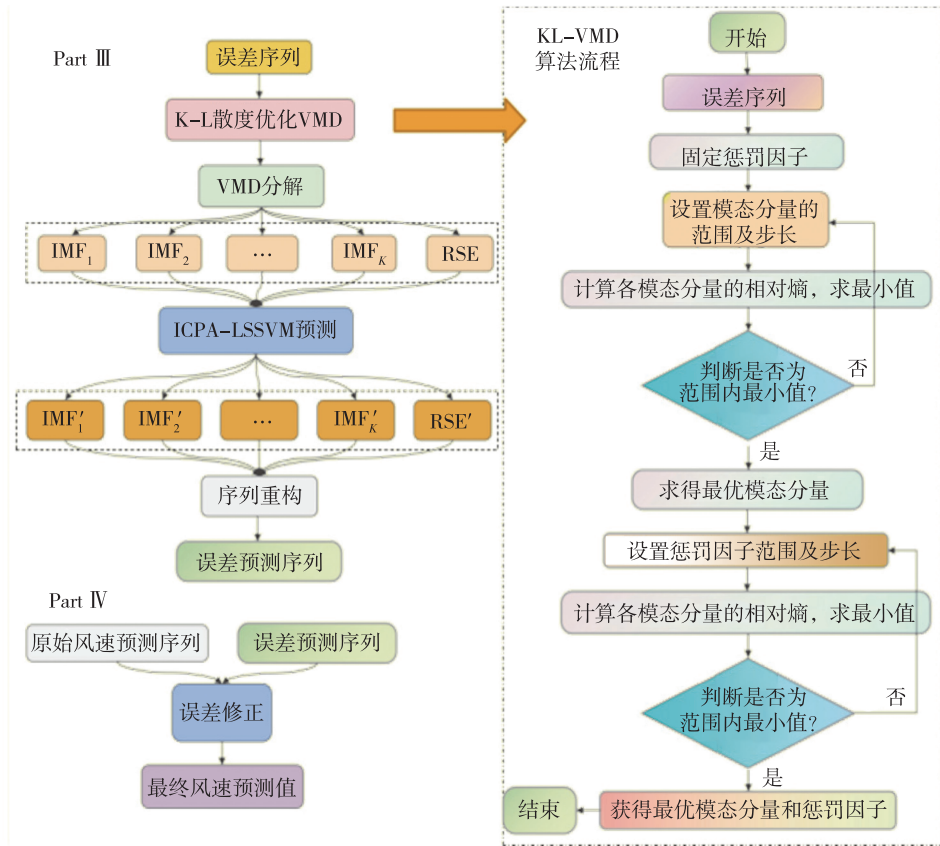 Part Ⅲ
误差序列
K-L散度优化VMD
VMD分解
IMF₁
IMF₂
…
IMF_K
RSE
ICPA-LSSVM预测
IMF′₁
IMF′₂
…
IMF′_K
RSE′
序列重构
误差预测序列
Part Ⅳ
原始风速预测序列
误差预测序列
误差修正
最终风速预测值
KL-VMD
算法流程
开始
误差序列
固定惩罚因子
设置模态分量的
范围及步长
计算各模态分量的相对熵，求最小值
判断是否为
范围内最小值？
否
是
求得最优模态分量
设置惩罚因子范围及步长
计算各模态分量的相对熵，求最小值
判断是否为
范围内最小值？
否
是
获得最优模态分量和惩罚因子
结束